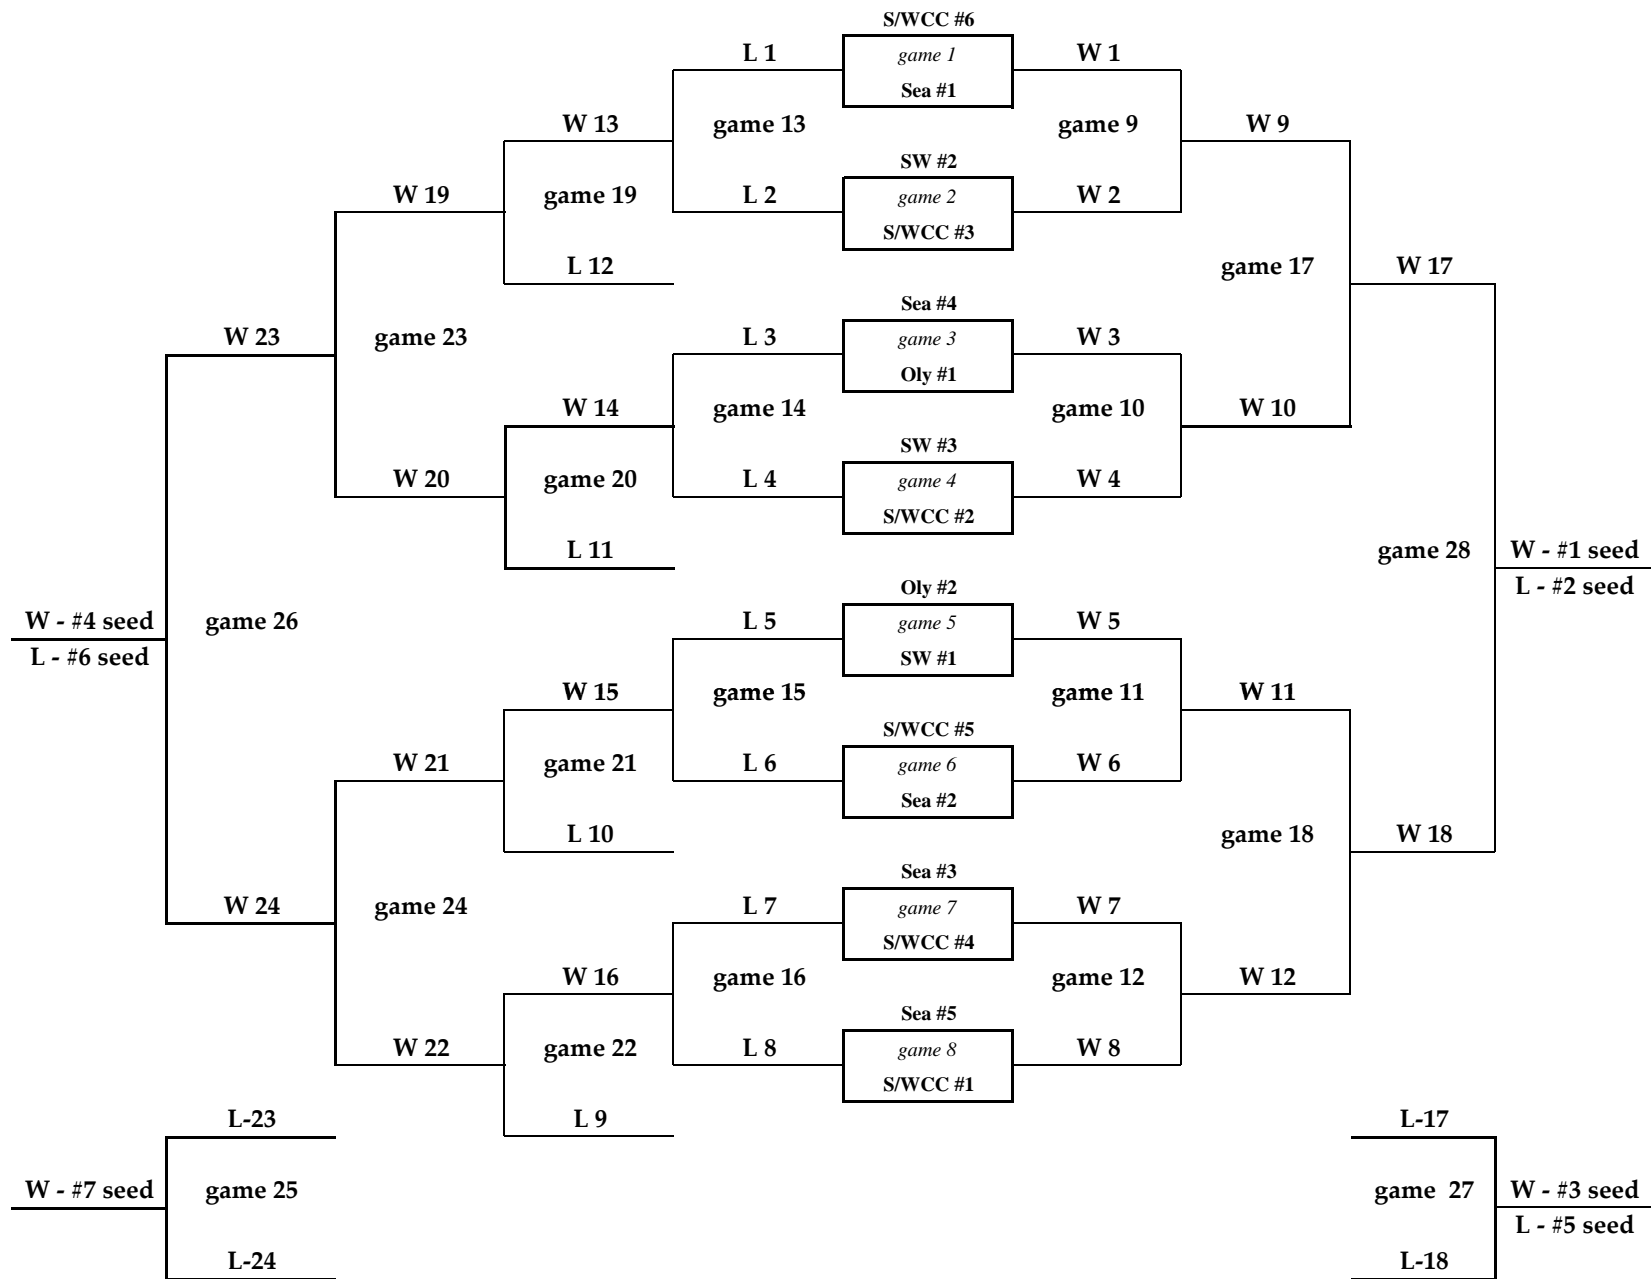 S/WCC #6
L 1 game 1 W 1
Sea #1
W 13 game 13 game 9 W 9
SW #2
W 19 game 19 L 2 game 2 W 2
S/WCC #3
L 12 game 17 W 17
Sea #4
W 23 game 23 L 3 game 3 W 3
Oly #1
W 14 game 14 game 10 W 10
SW #3
W 20 game 20 L 4 game 4 W 4
S/WCC #2
L 11 game 28 W - #1 seed
Oly #2 L - #2 seed
W - #4 seed game 26 L 5 game 5 W 5
L - #6 seed SW #1
W 15 game 15 game 11 W 11
S/WCC #5
W 21 game 21 L 6 game 6 W 6
Sea #2
L 10 game 18 W 18
Sea #3
W 24 game 24 L 7 game 7 W 7
S/WCC #4
W 16 game 16 game 12 W 12
Sea #5
W 22 game 22 L 8 game 8 W 8
S/WCC #1
L-23 L 9 L-17
W - #7 seed game 25 game 27 W - #3 seed
L - #5 seed
L-24 L-18